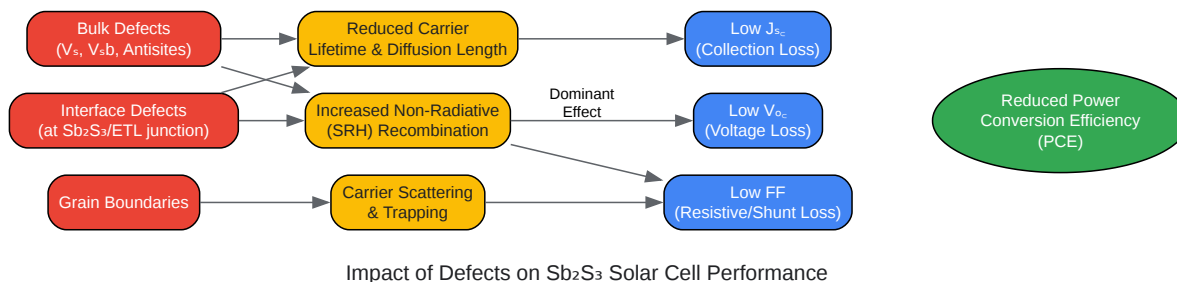 Bulk Defects
(Vₛ, Vₛb, Antisites)
Reduced Carrier
Lifetime & Diffusion Length
Low Jₛ꜀
(Collection Loss)
Interface Defects
(at Sb₂S₃/ETL junction)
Increased Non-Radiative
(SRH) Recombination
Dominant
Effect
Low Vₒ꜀
(Voltage Loss)
Reduced Power
Conversion Efficiency
(PCE)
Grain Boundaries
Carrier Scattering
& Trapping
Low FF
(Resistive/Shunt Loss)
Impact of Defects on Sb₂S₃ Solar Cell Performance